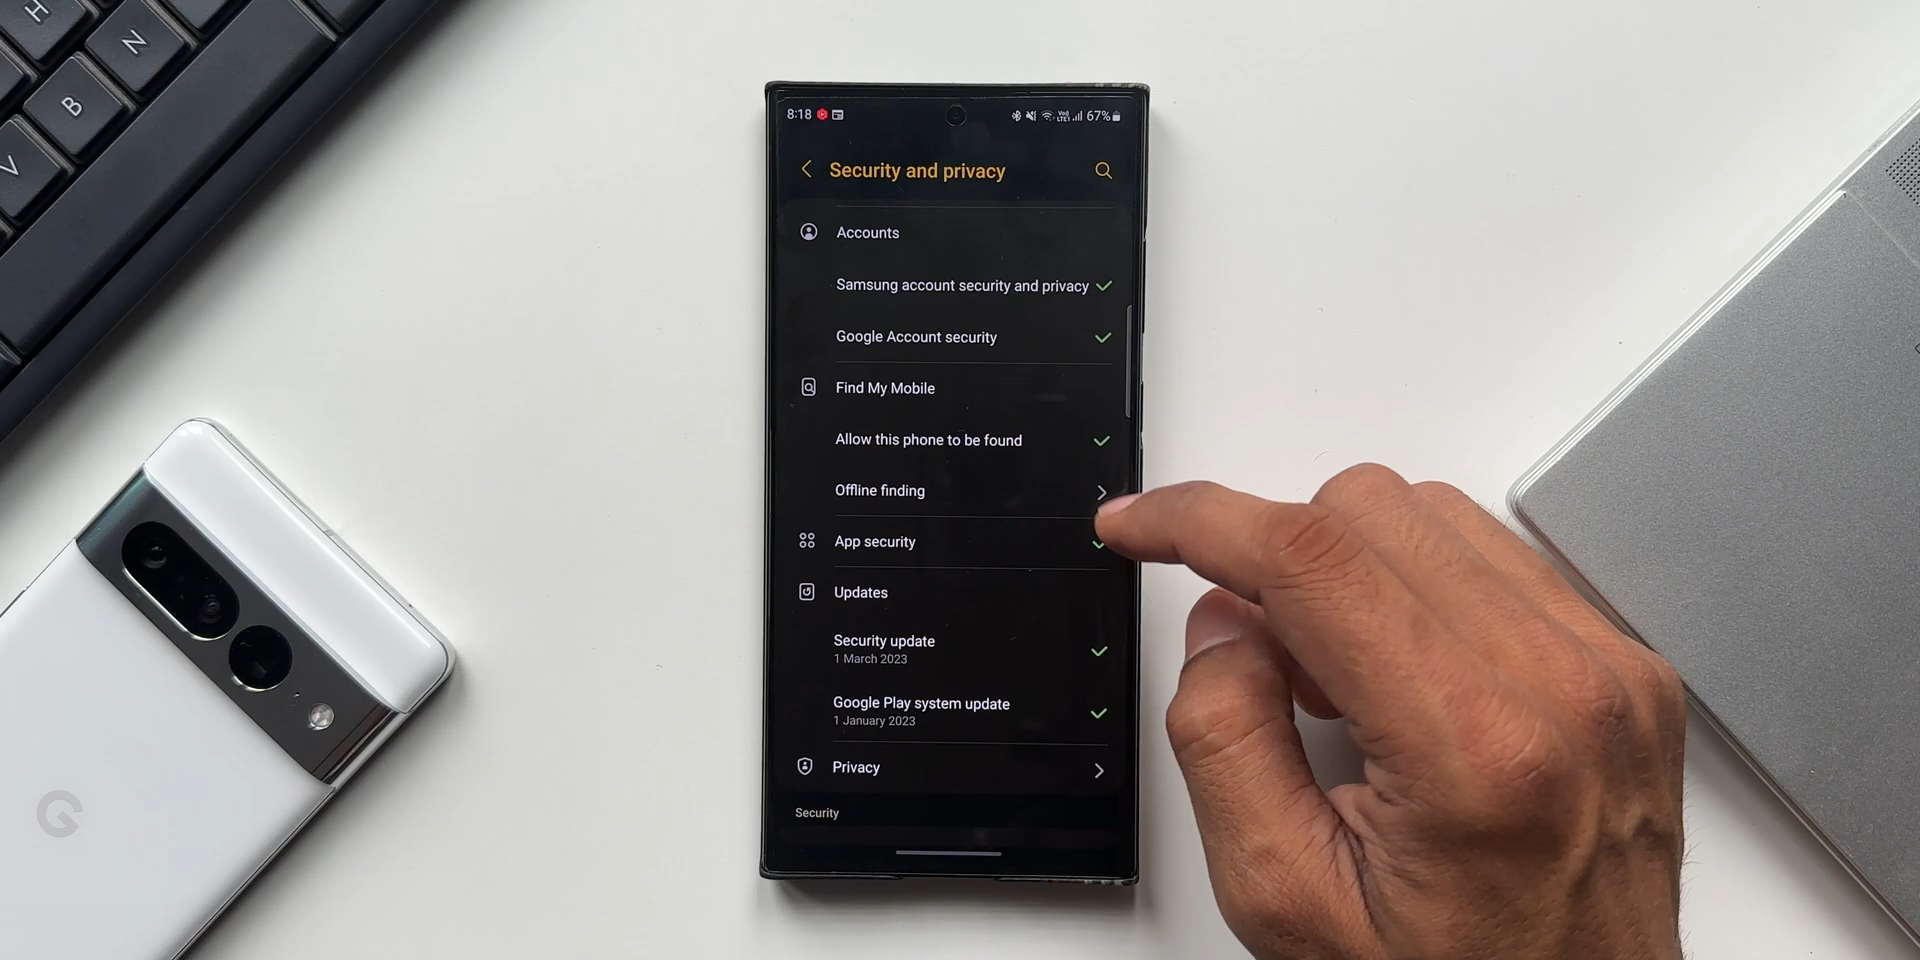 H
N
B
V
8:18 67%
Security and privacy
Accounts
Samsung account security and privacy
Google Account security
Find My Mobile
Allow this phone to be found
Offline finding
App security
Updates
Security update
1 March 2023
Google Play system update
1 January 2023
Privacy
Security
G